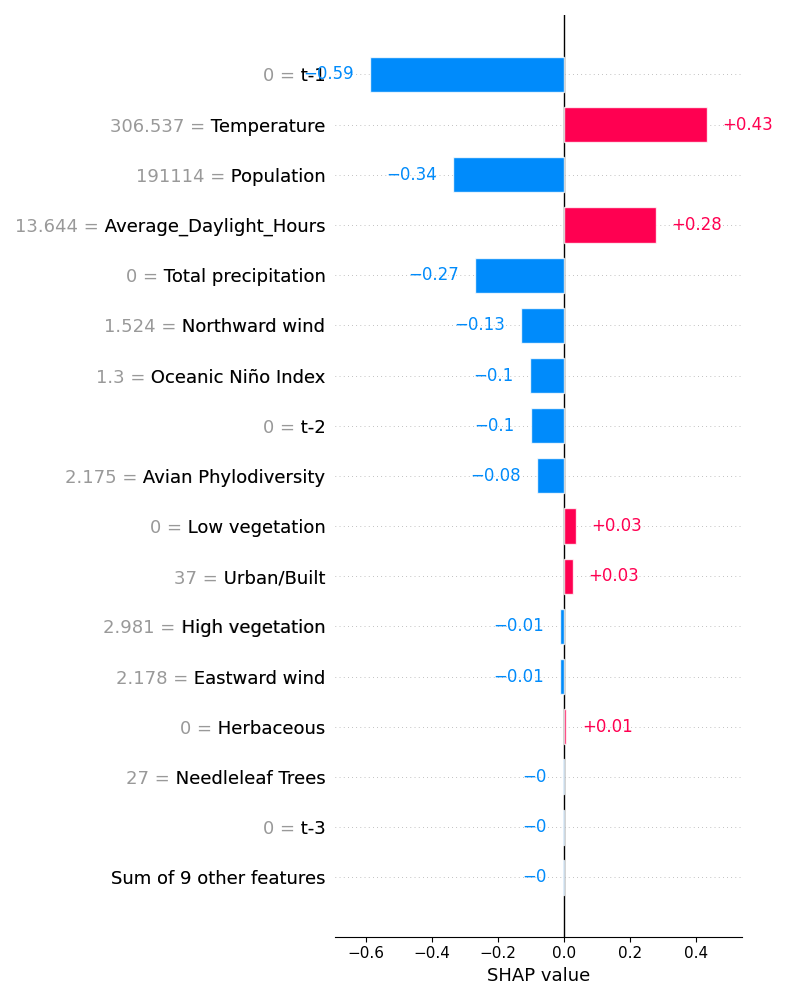 0 = t-1 −0.59
306.537 = Temperature +0.43
191114 = Population −0.34
13.644 = Average_Daylight_Hours +0.28
0 = Total precipitation −0.27
1.524 = Northward wind −0.13
1.3 = Oceanic Niño Index −0.1
0 = t-2 −0.1
2.175 = Avian Phylodiversity −0.08
0 = Low vegetation +0.03
37 = Urban/Built +0.03
2.981 = High vegetation −0.01
2.178 = Eastward wind −0.01
0 = Herbaceous +0.01
27 = Needleleaf Trees −0
0 = t-3 −0
Sum of 9 other features −0
−0.6 −0.4 −0.2 0.0 0.2 0.4
SHAP value